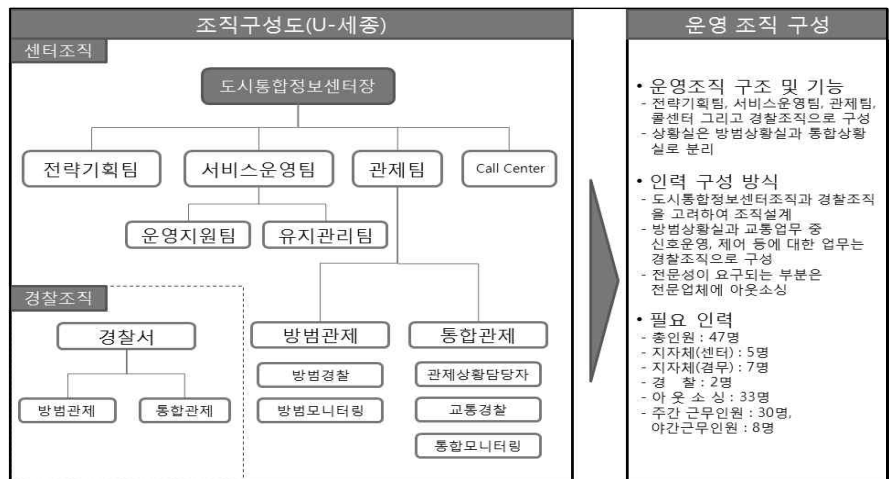 조직구성도(U-세종)
센터조직
도시통합정보센터장
전략기획팀
서비스운영팀
관제팀
Call Center
운영지원팀
유지관리팀
경찰조직
경찰서
방범관제
통합관제
방범관제
방범경찰
방범모니터링
통합관제
관제상황담당자
교통경찰
통합모니터링
운영 조직 구성
• 운영조직 구조 및 기능
- 전략기획팀, 서비스운영팀, 관제팀,
콜센터 그리고 경찰조직으로 구성
- 상황실은 방범상황실과 통합상황
실로 분리
• 인력 구성 방식
- 도시통합정보센터조직과 경찰조직
을 고려하여 조직설계
- 방범상황실과 교통업무 중
신호운영, 제어 등에 대한 업무는
경찰조직으로 구성
- 전문성이 요구되는 부분은
전문업체에 아웃소싱
• 필요 인력
- 총인원 : 47명
- 지자체(센터) : 5명
- 지자체(겸무) : 7명
- 경 찰 : 2명
- 아 웃 소 싱 : 33명
- 주간 근무인원 : 30명,
야간근무인원 : 8명